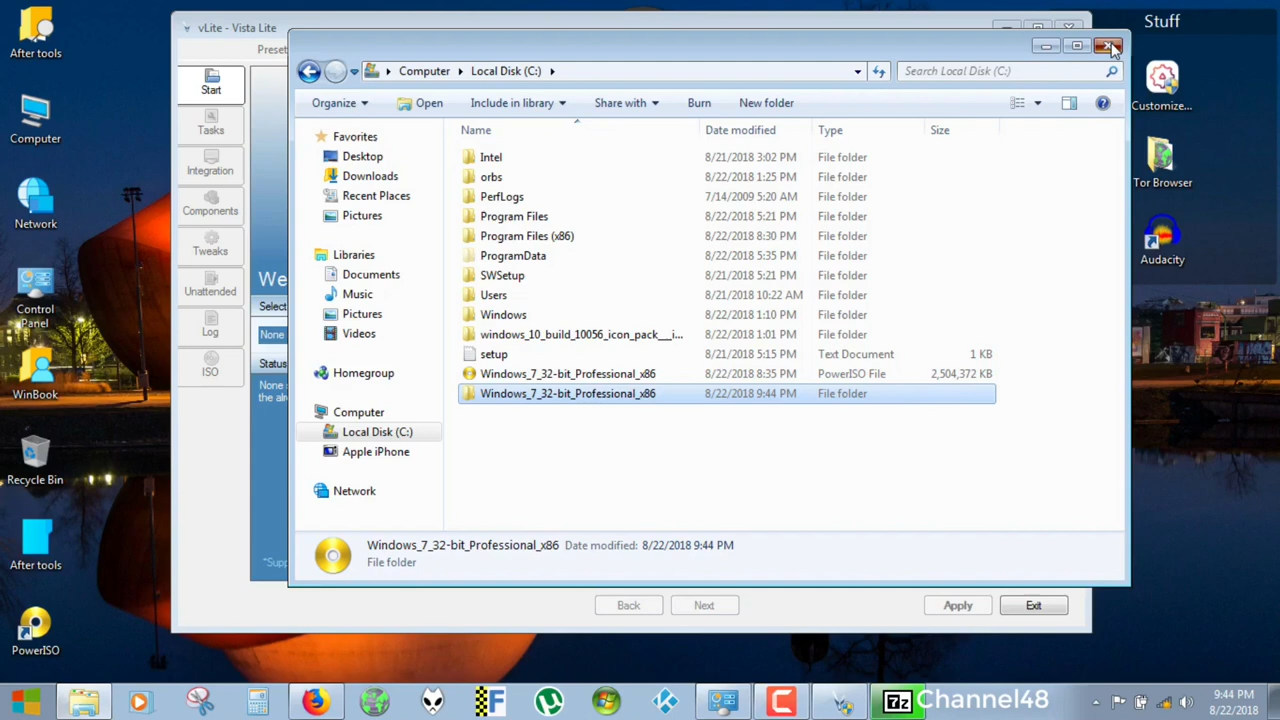 After tools
Computer
Network
Control
Panel
WinBook
Recycle Bin
After tools
PowerISO
vLite - Vista Lite
Preset
Start
Tasks
Integration
Components
Tweaks
Unattended
Log
ISO
We
Select
None
Status
None s
the alr
*Supp
Back
Next
Apply
Exit
Computer
Local Disk (C:)
Search Local Disk (C:)
Organize
Open
Include in library
Share with
Burn
New folder
Favorites
Desktop
Downloads
Recent Places
Pictures
Libraries
Documents
Music
Pictures
Videos
Homegroup
Computer
Local Disk (C:)
Apple iPhone
Network
Name Date modified Type Size
Intel 8/21/2018 3:02 PM File folder
orbs 8/22/2018 1:25 PM File folder
PerfLogs 7/14/2009 5:20 AM File folder
Program Files 8/22/2018 5:21 PM File folder
Program Files (x86) 8/22/2018 8:30 PM File folder
ProgramData 8/22/2018 5:35 PM File folder
SWSetup 8/22/2018 5:21 PM File folder
Users 8/21/2018 10:22 AM File folder
Windows 8/22/2018 1:10 PM File folder
windows_10_build_10056_icon_pack__i... 8/22/2018 1:01 PM File folder
setup 8/21/2018 5:15 PM Text Document 1 KB
Windows_7_32-bit_Professional_x86 8/22/2018 8:35 PM PowerISO File 2,504,372 KB
Windows_7_32-bit_Professional_x86 8/22/2018 9:44 PM File folder
Windows_7_32-bit_Professional_x86 Date modified: 8/22/2018 9:44 PM
File folder
Stuff
Customize...
Tor Browser
Audacity
F
7z
Channel48
9:44 PM
8/22/2018